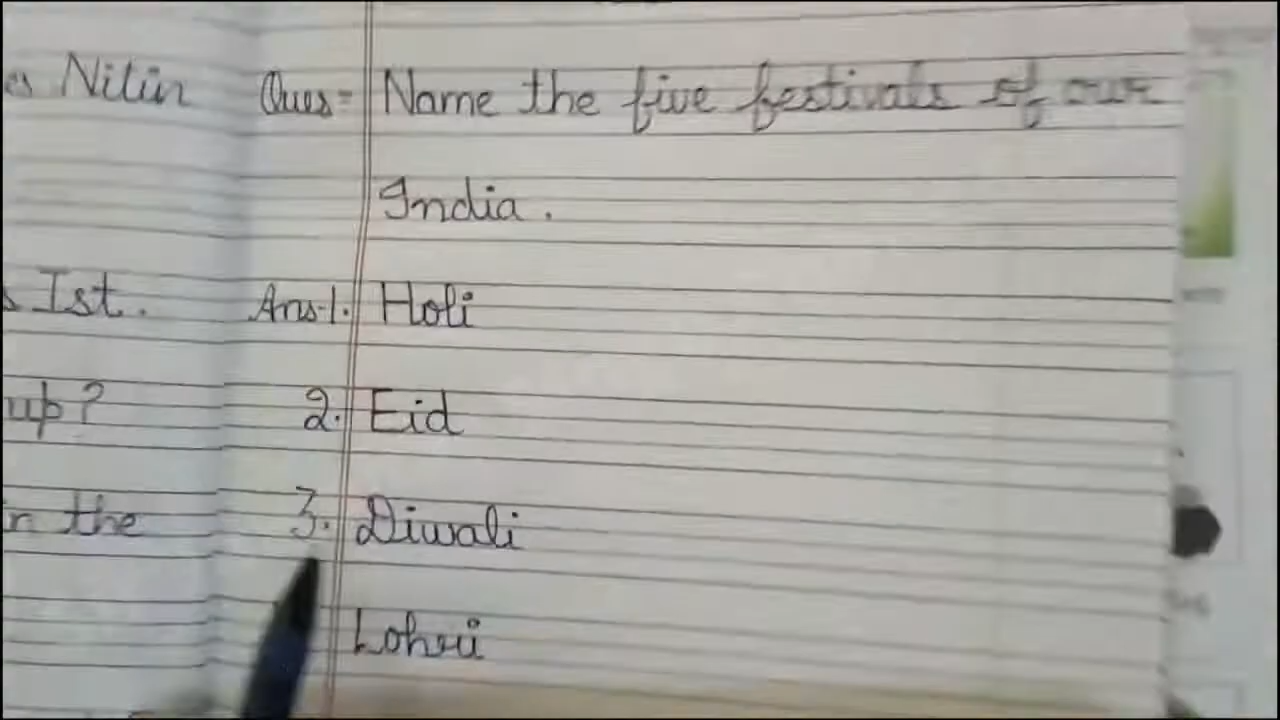 Nitin
Ques= Name the five festivals of our
India.
Ist.
Ans-1. Holi
up?
2. Eid
in the
3. Diwali
Lohri